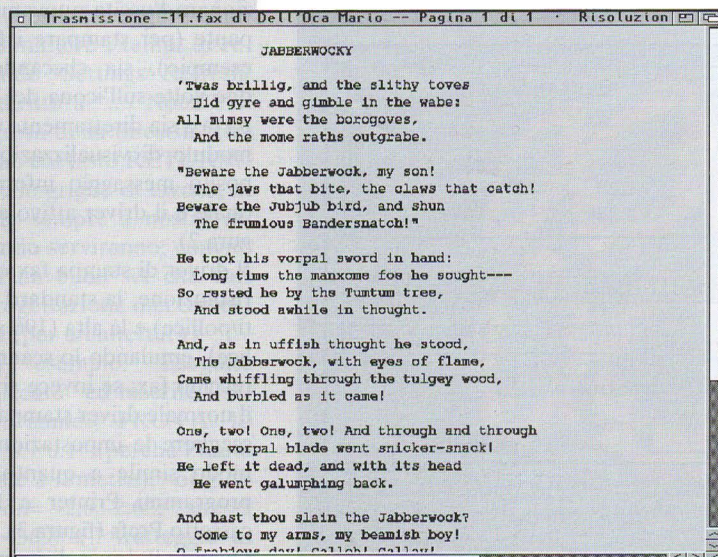 Trasmissione -11.fax di Dell'Oca Mario -- Pagina 1 di 1 · Risoluzion
JABBERWOCKY
'Twas brillig, and the slithy toves
Did gyre and gimble in the wabe:
All mimsy were the borogoves,
And the mome raths outgrabe.
"Beware the Jabberwock, my son!
The jaws that bite, the claws that catch!
Beware the Jubjub bird, and shun
The frumious Bandersnatch!"
He took his vorpal sword in hand:
Long time the manxome foe he sought---
So rested he by the Tumtum tree,
And stood awhile in thought.
And, as in uffish thought he stood,
The Jabberwock, with eyes of flame,
Came whiffling through the tulgey wood,
And burbled as it came!
One, two! One, two! And through and through
The vorpal blade went snicker-snack!
He left it dead, and with its head
He went galumphing back.
And hast thou slain the Jabberwock?
Come to my arms, my beamish boy!
O frabjous day! Calloh! Callay!